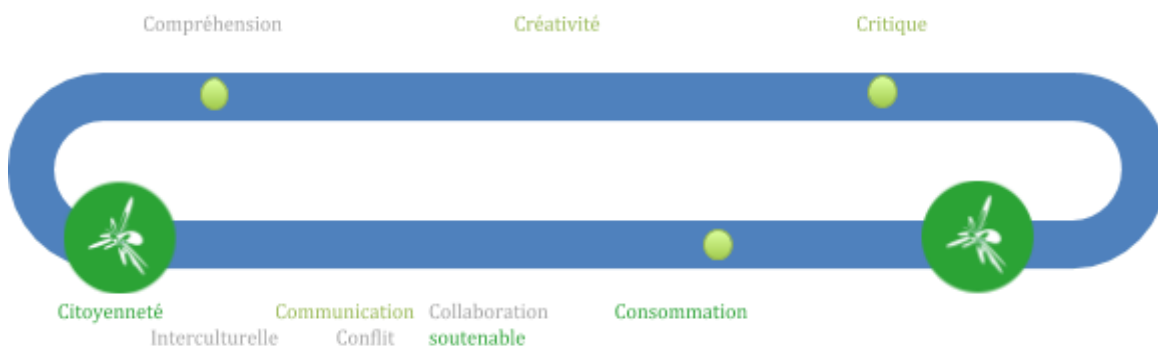 Compréhension Créativité Critique
Citoyenneté Communication Collaboration Consommation
Interculturelle Conflit soutenable